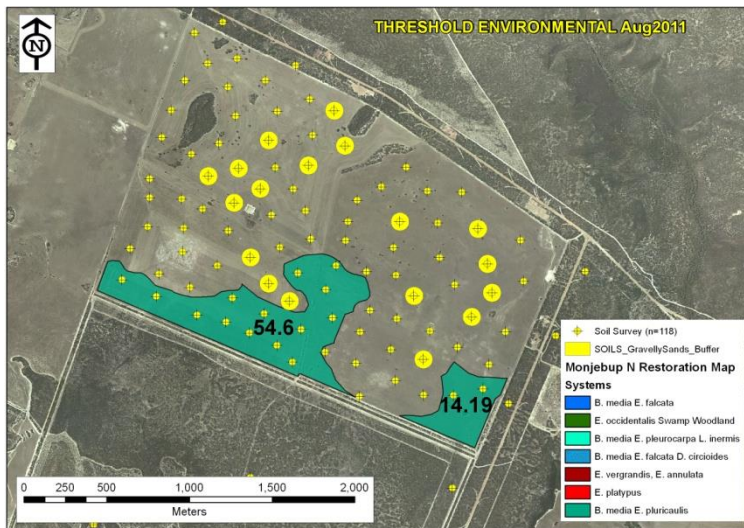 THRESHOLD ENVIRONMENTAL Aug2011
N
54.6
14.19
Soil Survey (n=118)
SOILS_GravellySands_Buffer
Monjebup N Restoration Map
Systems
B. media E. falcata
E. occidentalis Swamp Woodland
B. media E. pleurocarpa L. inermis
B. media E. falcata D. circioides
E. vergrandis, E. annulata
E. platypus
B. media E. pluricaulis
0 250 500 1,000 1,500 2,000
Meters